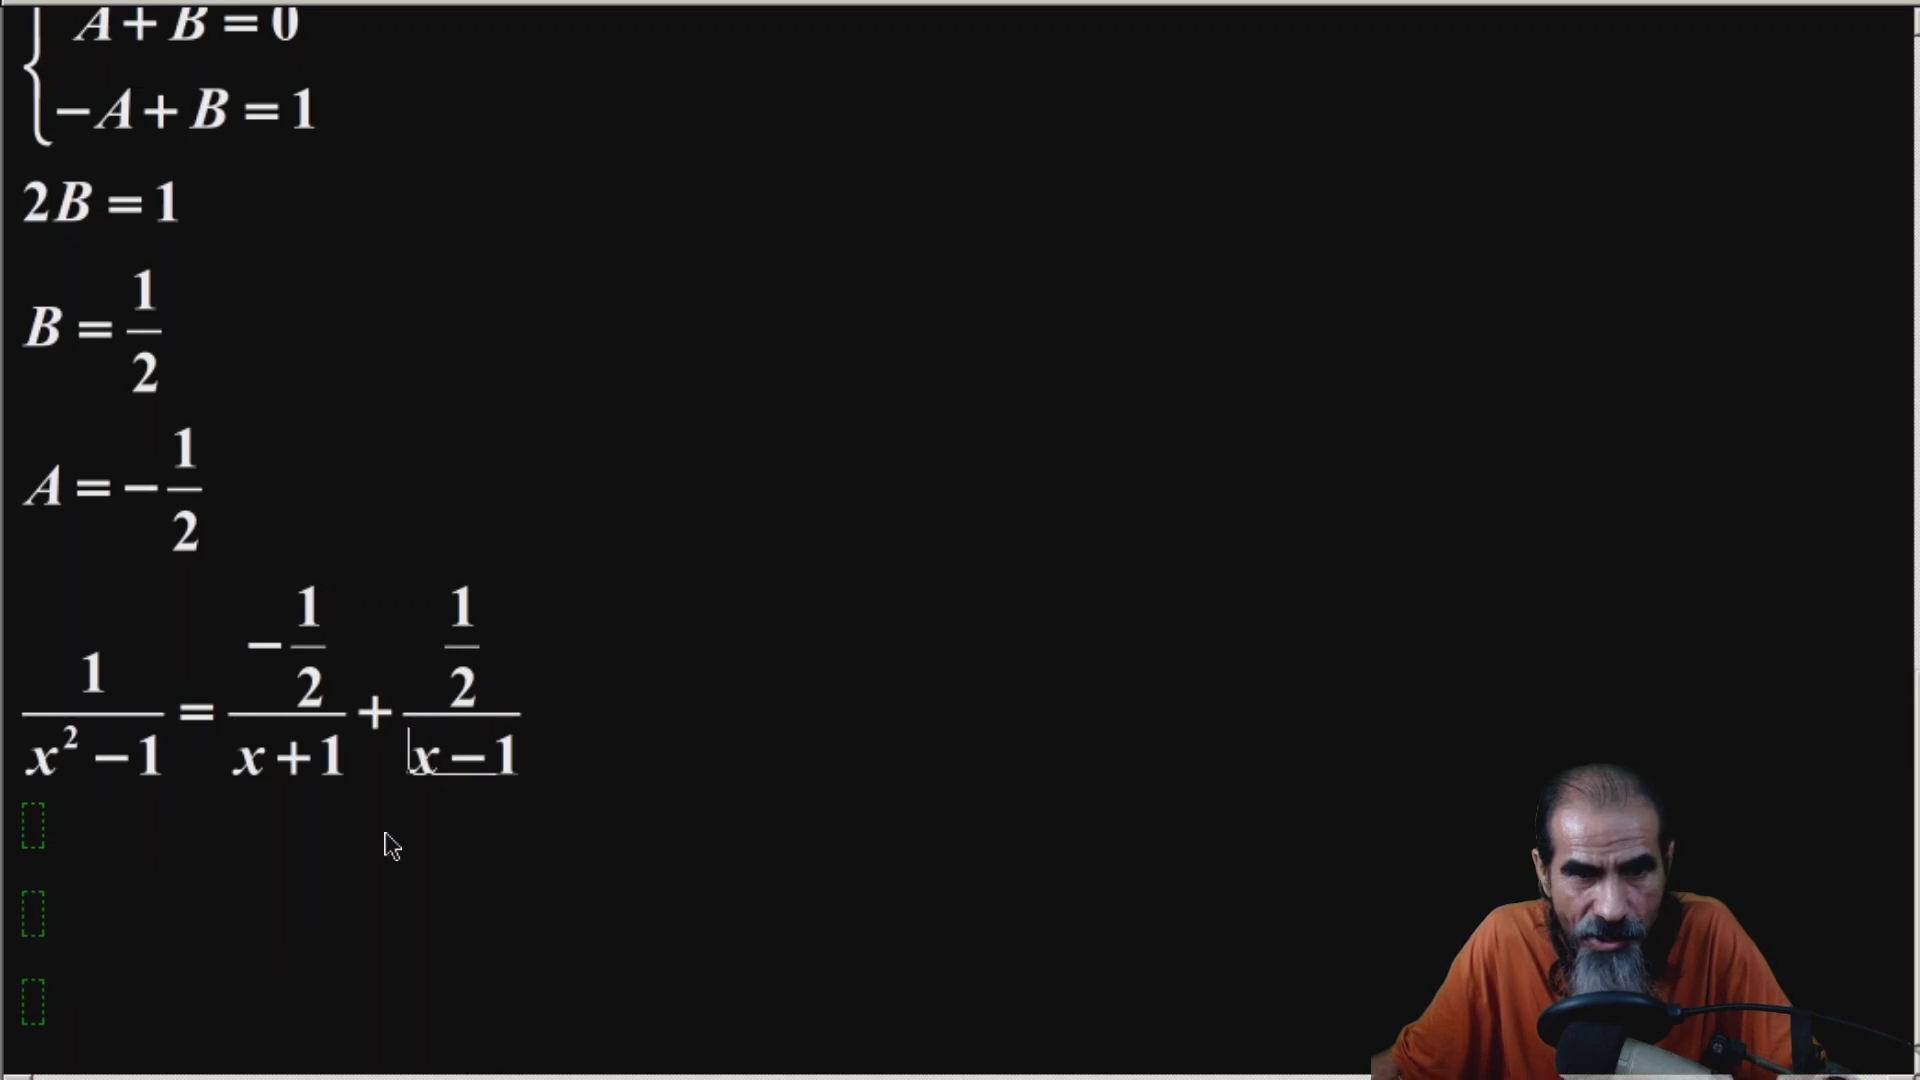 A + B = 0
−A + B = 1
2B = 1
B = 1/2
A = −1/2
1/(x² − 1) = (−1/2)/(x + 1) + (1/2)/(x − 1)